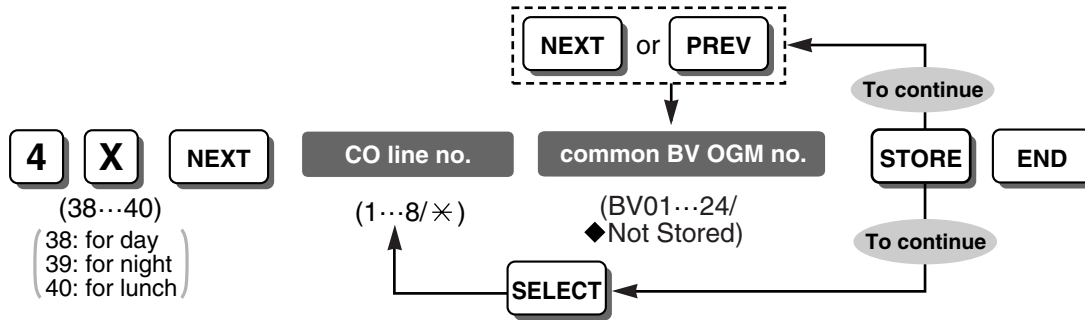 NEXT or PREV
To continue
4 X NEXT CO line no. common BV OGM no. STORE END
(38···40) (1···8/✳) (BV01···24/
◆Not Stored)
38: for day
39: for night
40: for lunch
To continue
SELECT